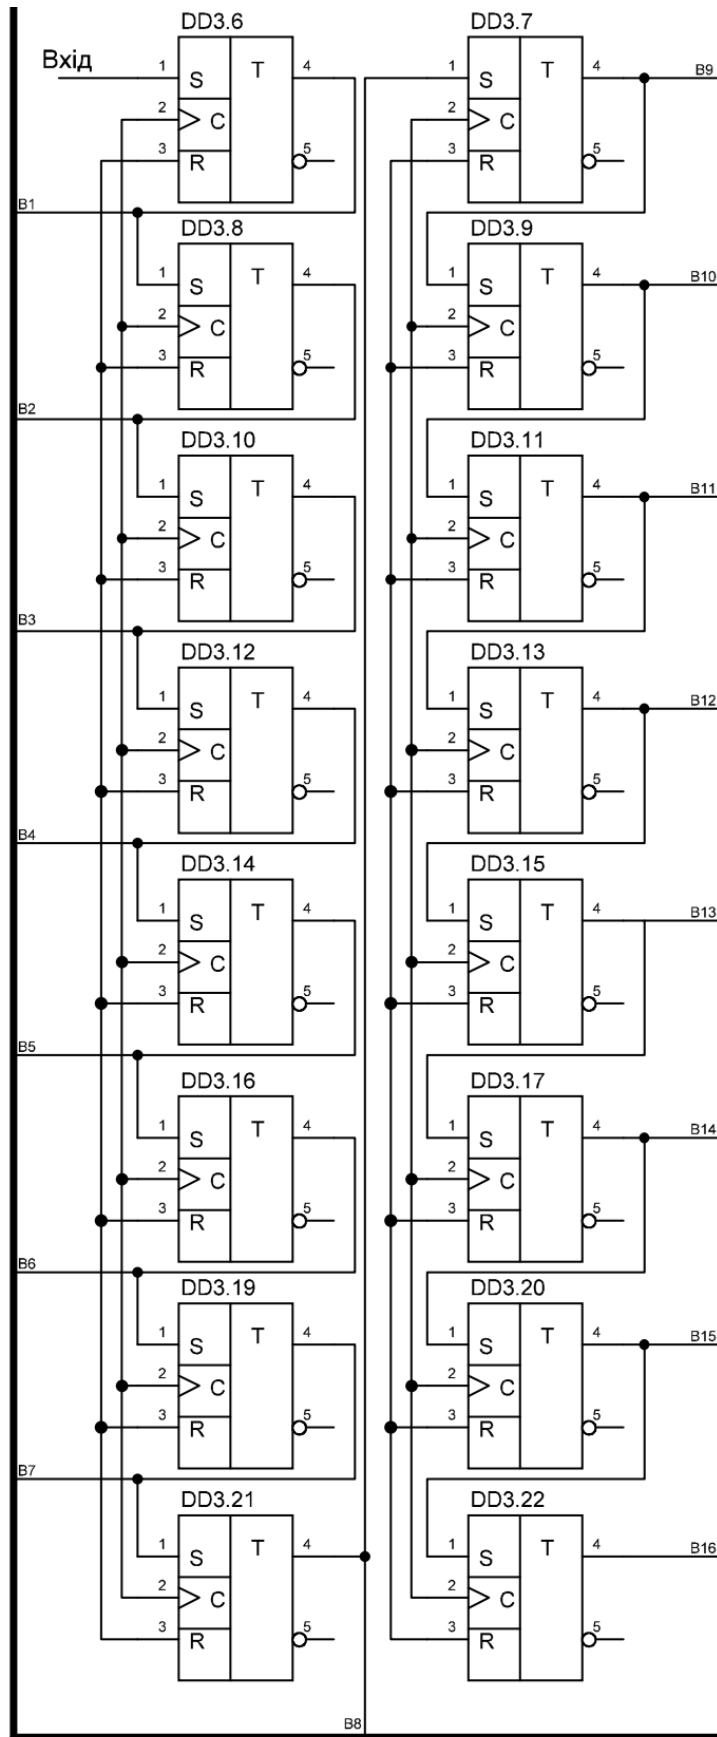 DD3.6
Вхід
1 S T 4
2 C
3 R 5
B1
DD3.8
1 S T 4
2 C
3 R 5
B2
DD3.10
1 S T 4
2 C
3 R 5
B3
DD3.12
1 S T 4
2 C
3 R 5
B4
DD3.14
1 S T 4
2 C
3 R 5
B5
DD3.16
1 S T 4
2 C
3 R 5
B6
DD3.19
1 S T 4
2 C
3 R 5
B7
DD3.21
1 S T 4
2 C
3 R 5
B8
DD3.7
1 S T 4 B9
2 C
3 R 5
DD3.9
1 S T 4 B10
2 C
3 R 5
DD3.11
1 S T 4 B11
2 C
3 R 5
DD3.13
1 S T 4 B12
2 C
3 R 5
DD3.15
1 S T 4 B13
2 C
3 R 5
DD3.17
1 S T 4 B14
2 C
3 R 5
DD3.20
1 S T 4 B15
2 C
3 R 5
DD3.22
1 S T 4 B16
2 C
3 R 5